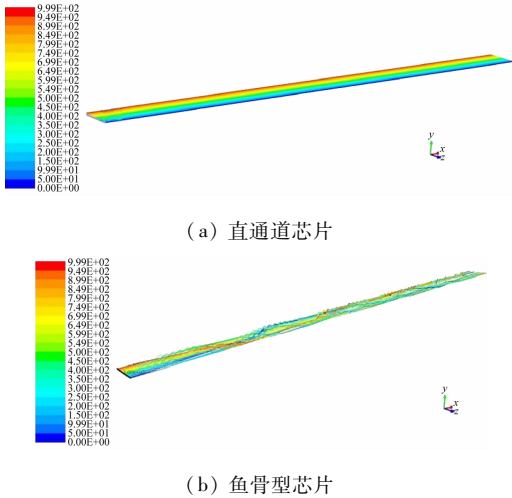 9.99E+02
9.49E+02
8.99E+02
8.49E+02
7.99E+02
7.49E+02
6.99E+02
6.49E+02
5.99E+02
5.49E+02
5.00E+02
4.50E+02
4.00E+02
3.50E+02
3.00E+02
2.50E+02
2.00E+02
1.50E+02
9.99E+01
5.00E+01
0.00E+00
y
x
z
(a) 直通道芯片
9.99E+02
9.49E+02
8.99E+02
8.49E+02
7.99E+02
7.49E+02
6.99E+02
6.49E+02
5.99E+02
5.49E+02
5.00E+02
4.50E+02
4.00E+02
3.50E+02
3.00E+02
2.50E+02
2.00E+02
1.50E+02
9.99E+01
5.00E+01
0.00E+00
y
x
z
(b) 鱼骨型芯片